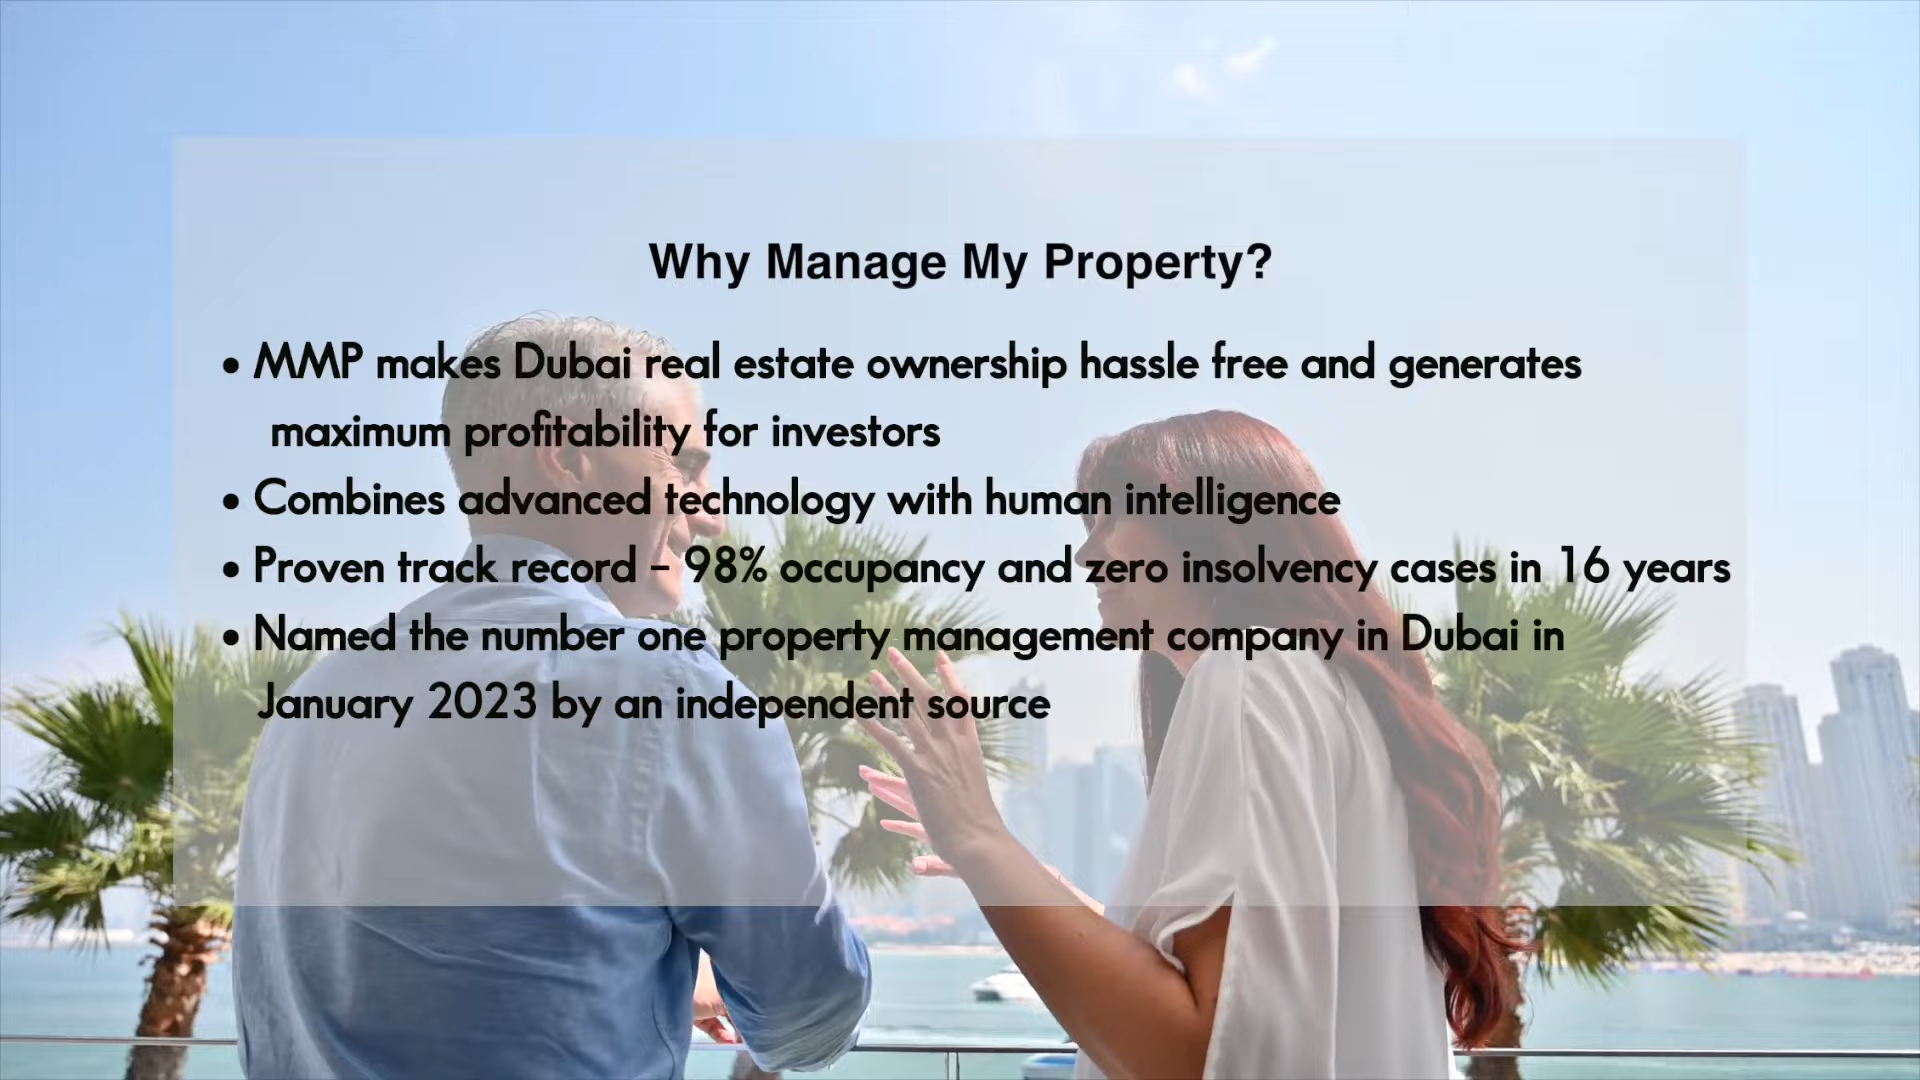 Why Manage My Property?
• MMP makes Dubai real estate ownership hassle free and generates
maximum profitability for investors
• Combines advanced technology with human intelligence
• Proven track record – 98% occupancy and zero insolvency cases in 16 years
• Named the number one property management company in Dubai in
January 2023 by an independent source